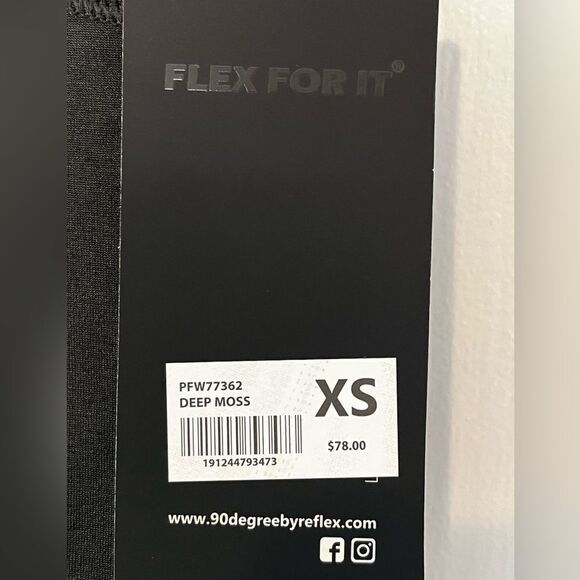 FLEX FOR IT®
PFW77362
DEEP MOSS
XS
$78.00
191244793473
www.90degreebyreflex.com